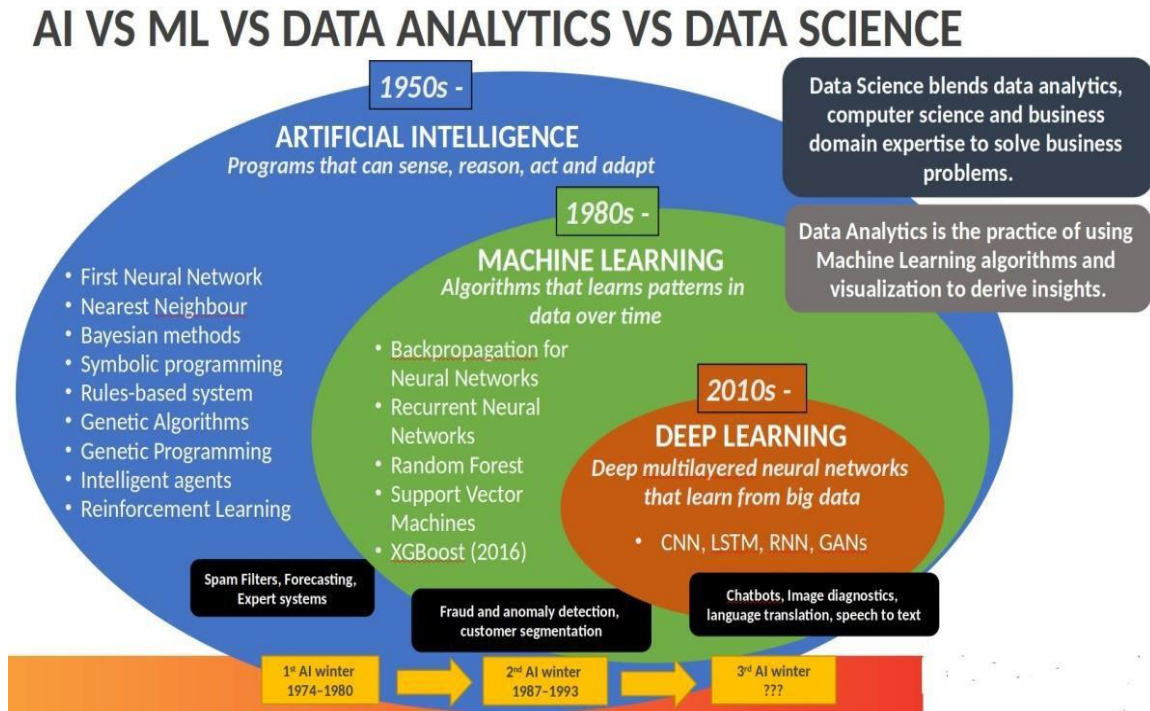 AI VS ML VS DATA ANALYTICS VS DATA SCIENCE
1950s -
ARTIFICIAL INTELLIGENCE
Programs that can sense, reason, act and adapt
• First Neural Network
• Nearest Neighbour
• Bayesian methods
• Symbolic programming
• Rules-based system
• Genetic Algorithms
• Genetic Programming
• Intelligent agents
• Reinforcement Learning
Spam Filters, Forecasting,
Expert systems
1980s -
MACHINE LEARNING
Algorithms that learns patterns in
data over time
• Backpropagation for
Neural Networks
• Recurrent Neural
Networks
• Random Forest
• Support Vector
Machines
• XGBoost (2016)
Fraud and anomaly detection,
customer segmentation
2010s -
DEEP LEARNING
Deep multilayered neural networks
that learn from big data
• CNN, LSTM, RNN, GANs
Chatbots, Image diagnostics,
language translation, speech to text
Data Science blends data analytics,
computer science and business
domain expertise to solve business
problems.
Data Analytics is the practice of using
Machine Learning algorithms and
visualization to derive insights.
1st AI winter
1974–1980
2nd AI winter
1987–1993
3rd AI winter
???